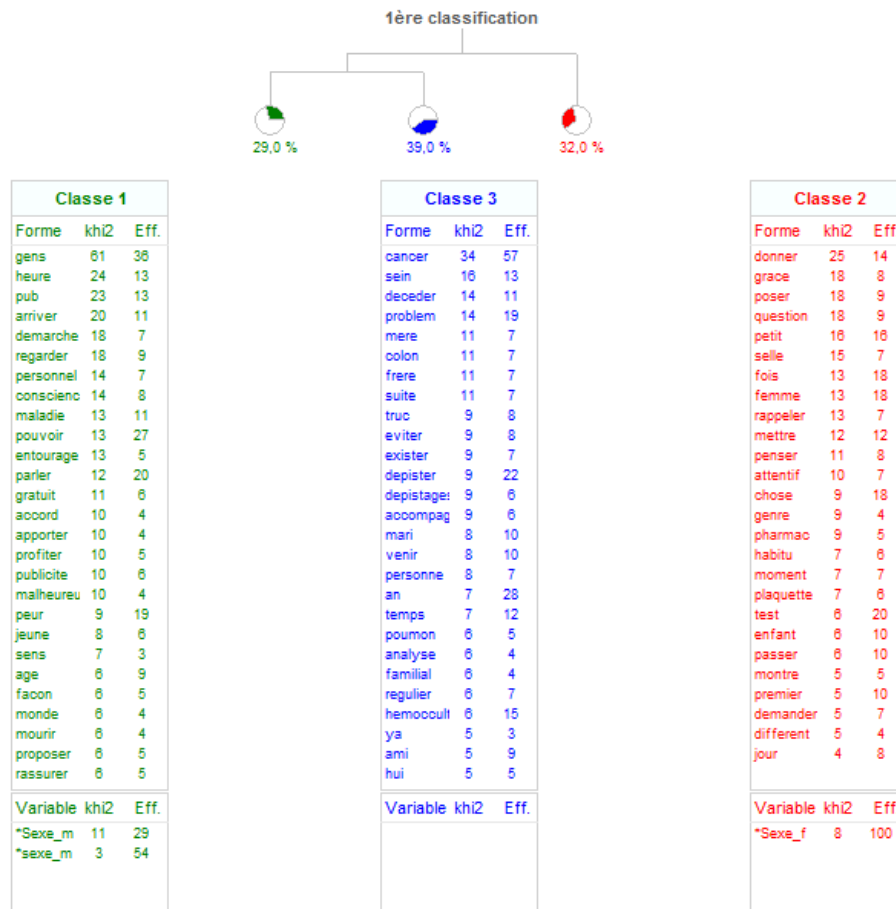 1ère classification
29,0 % 39,0 % 32,0 %
Classe 1
Forme khi2 Eff.
gens 61 36
heure 24 13
pub 23 13
arriver 20 11
demarche 18 7
regarder 18 9
personnel 14 7
conscienc 14 8
maladie 13 11
pouvoir 13 27
entourage 13 5
parler 12 20
gratuit 11 6
accord 10 4
apporter 10 4
profiter 10 5
publicite 10 6
malheureu 10 4
peur 9 19
jeune 8 6
sens 7 3
age 6 9
facon 6 5
monde 6 4
mourir 6 4
proposer 6 5
rassurer 6 5
Variable khi2 Eff.
*Sexe_m 11 29
*sexe_m 3 54
Classe 3
Forme khi2 Eff.
cancer 34 57
sein 16 13
deceder 14 11
problem 14 19
mere 11 7
colon 11 7
frere 11 7
suite 11 7
truc 9 8
eviter 9 8
exister 9 7
depister 9 22
depistages 9 6
accompag 9 6
mari 8 10
venir 8 10
personne 8 7
an 7 28
temps 7 12
poumon 6 5
analyse 6 4
familial 6 4
regulier 6 7
hemoccult 6 15
ya 5 3
ami 5 9
hui 5 5
Variable khi2 Eff.
Classe 2
Forme khi2 Eff
donner 25 14
grace 18 8
poser 18 9
question 18 9
petit 16 16
selle 15 7
fois 13 18
femme 13 18
rappeler 13 7
mettre 12 12
penser 11 8
attentif 10 7
chose 9 18
genre 9 4
pharmac 9 5
habitu 7 6
moment 7 7
plaquette 7 6
test 6 20
enfant 6 10
passer 6 10
montre 5 5
premier 5 10
demander 5 7
different 5 4
jour 4 8
Variable khi2 Eff
*Sexe_f 8 100